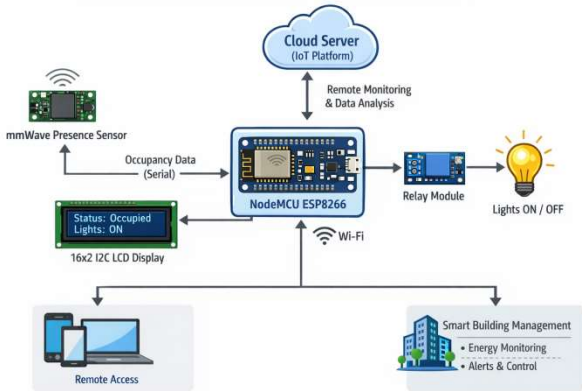 Cloud Server
(IoT Platform)
Remote Monitoring
& Data Analysis
mmWave Presence Sensor
Occupancy Data
(Serial)
NodeMCU ESP8266
Relay Module
Lights ON / OFF
Status: Occupied
Lights: ON
16x2 I2C LCD Display
Wi-Fi
Remote Access
Smart Building Management
• Energy Monitoring
• Alerts & Control